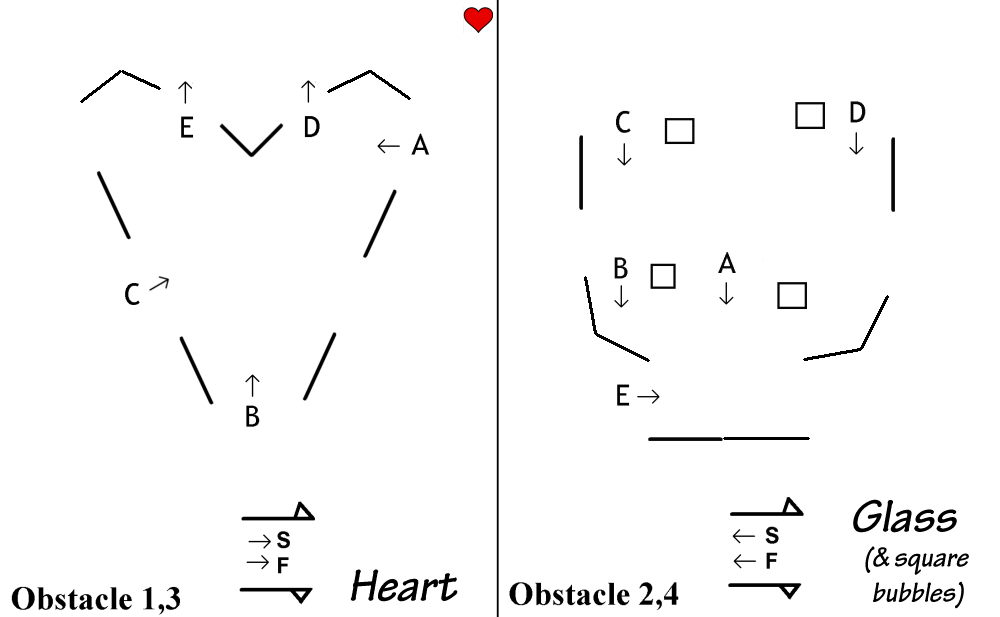 ↑ ↑
E D
← A
C ↗
↑
B
→ S
→ F
Obstacle 1,3
Heart
C
↓
D
↓
B
↓
A
↓
E →
← S
← F
Obstacle 2,4
Glass
(& square
bubbles)